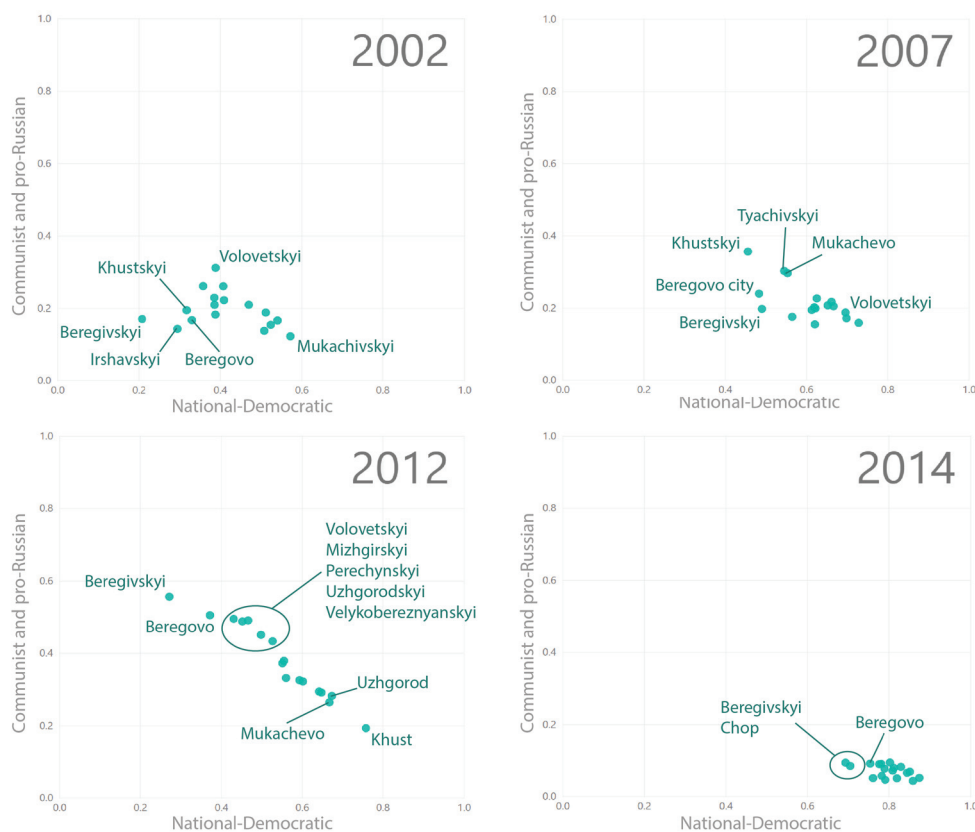 2002
1.0
0.8
0.6
0.4
0.2
0.0
Communist and pro-Russian
Volovetskyi
Khustskyi
Beregivskyi
Irshavskyi
Beregovo
Mukachivskyi
0.0
0.2
0.4
0.6
0.8
1.0
National-Democratic
2007
1.0
0.8
0.6
0.4
0.2
0.0
Communist and pro-Russian
Tyachivskyi
Khustskyi
Mukachevo
Beregovo city
Volovetskyi
Beregivskyi
0.0
0.2
0.4
0.6
0.8
1.0
National-Democratic
2012
1.0
0.8
0.6
0.4
0.2
0.0
Communist and pro-Russian
Volovetskyi
Mizhgirskyi
Perechynskyi
Uzhgorodskyi
Velykobereznyanskyi
Beregivskyi
Beregovo
Uzhgorod
Mukachevo
Khust
0.0
0.2
0.4
0.6
0.8
1.0
National-Democratic
2014
1.0
0.8
0.6
0.4
0.2
0.0
Communist and pro-Russian
Beregivskyi
Chop
Beregovo
0.0
0.2
0.4
0.6
0.8
1.0
National-Democratic